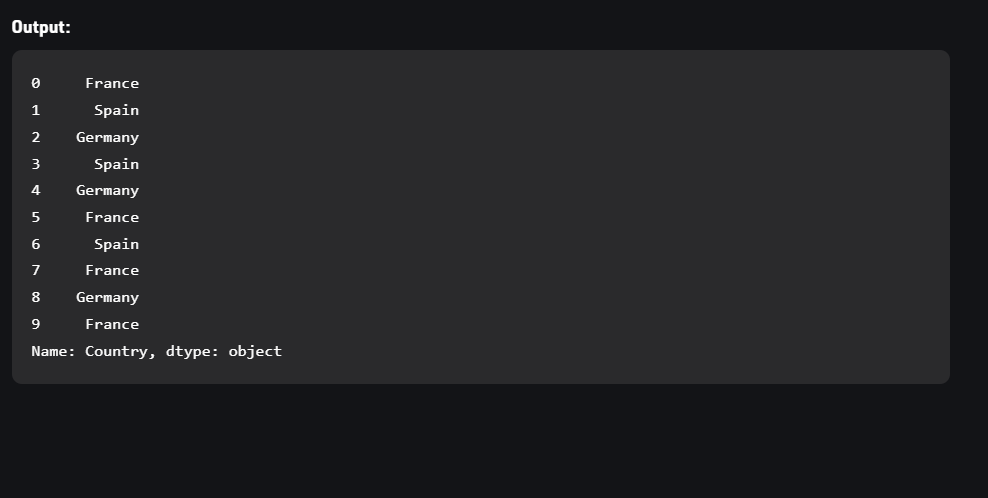 Output:
0     France
1      Spain
2    Germany
3      Spain
4    Germany
5     France
6      Spain
7     France
8    Germany
9     France
Name: Country, dtype: object